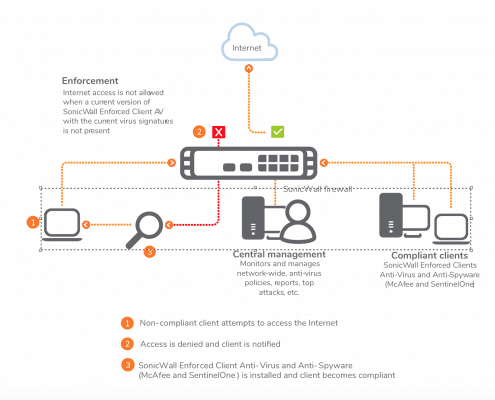 Internet
Enforcement
Internet access is not allowed
when a current version of
SonicWall Enforced Client AV
with the current virus signatures
is not present
2
SonicWall firewall
1
3
Central management
Monitors and manages
network-wide, anti-virus
policies, reports, top
attacks, etc.
Compliant clients
SonicWall Enforced Clients
Anti-Virus and Anti-Spyware
(McAfee and SentinelOne)
1 Non-compliant client attempts to access the Internet
2 Access is denied and client is notified
3 SonicWall Enforced Client Anti- Virus and Anti- Spyware
(McAfee and SentinelOne ) is installed and client becomes compliant